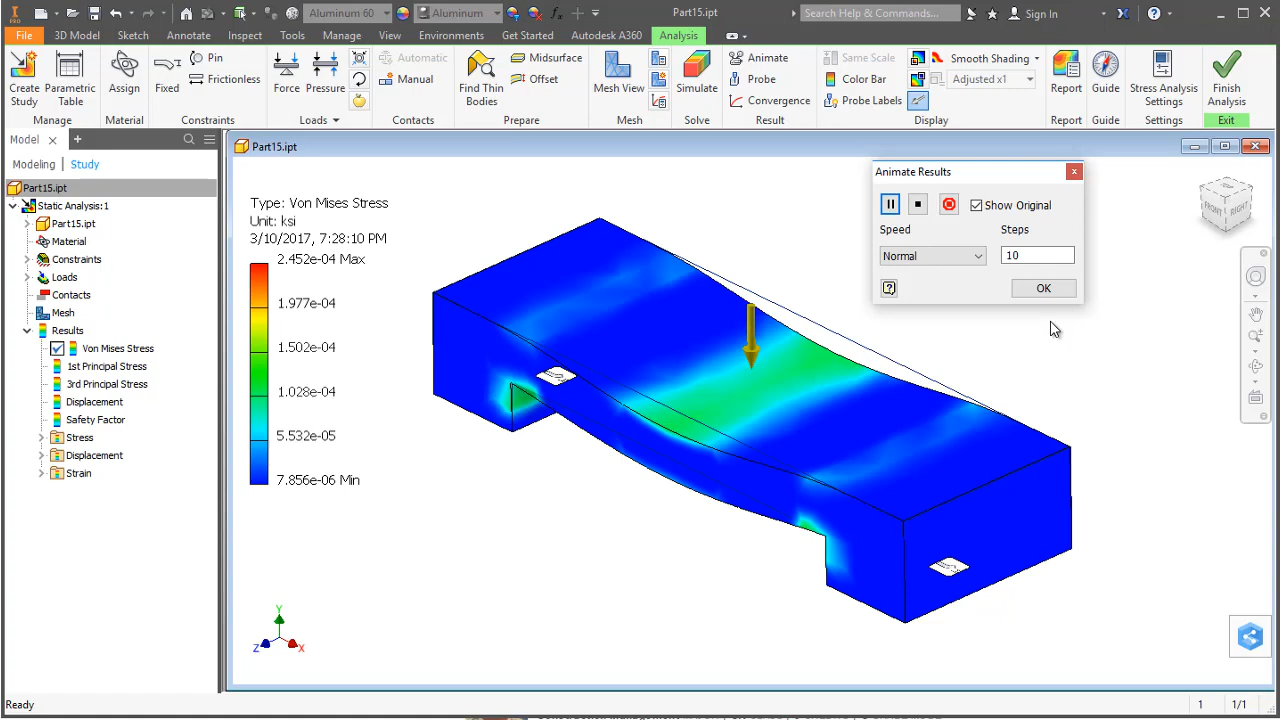 PRO
Aluminum 60
Aluminum
Part15.ipt
Search Help & Commands...
Sign In
File
3D Model
Sketch
Annotate
Inspect
Tools
Manage
View
Environments
Get Started
Autodesk A360
Analysis
Create Study
Parametric Table
Assign
Fixed
Pin
Frictionless
Force
Pressure
Automatic
Manual
Find Thin Bodies
Midsurface
Offset
Mesh View
Simulate
Animate
Probe
Convergence
Same Scale
Color Bar
Probe Labels
Smooth Shading
Adjusted x1
Report
Guide
Stress Analysis Settings
Finish Analysis
Manage
Material
Constraints
Loads
Contacts
Prepare
Mesh
Solve
Result
Display
Report
Guide
Settings
Exit
Model
Modeling
Study
Part15.ipt
Static Analysis:1
Part15.ipt
Material
Constraints
Loads
Contacts
Mesh
Results
Von Mises Stress
1st Principal Stress
3rd Principal Stress
Displacement
Safety Factor
Stress
Displacement
Strain
Part15.ipt
Type: Von Mises Stress
Unit: ksi
3/10/2017, 7:28:10 PM
2.452e-04 Max
1.977e-04
1.502e-04
1.028e-04
5.532e-05
7.856e-06 Min
Animate Results
Show Original
Speed
Steps
Normal
10
OK
FRONT
RIGHT
Y
Z
X
Ready
1
1/1